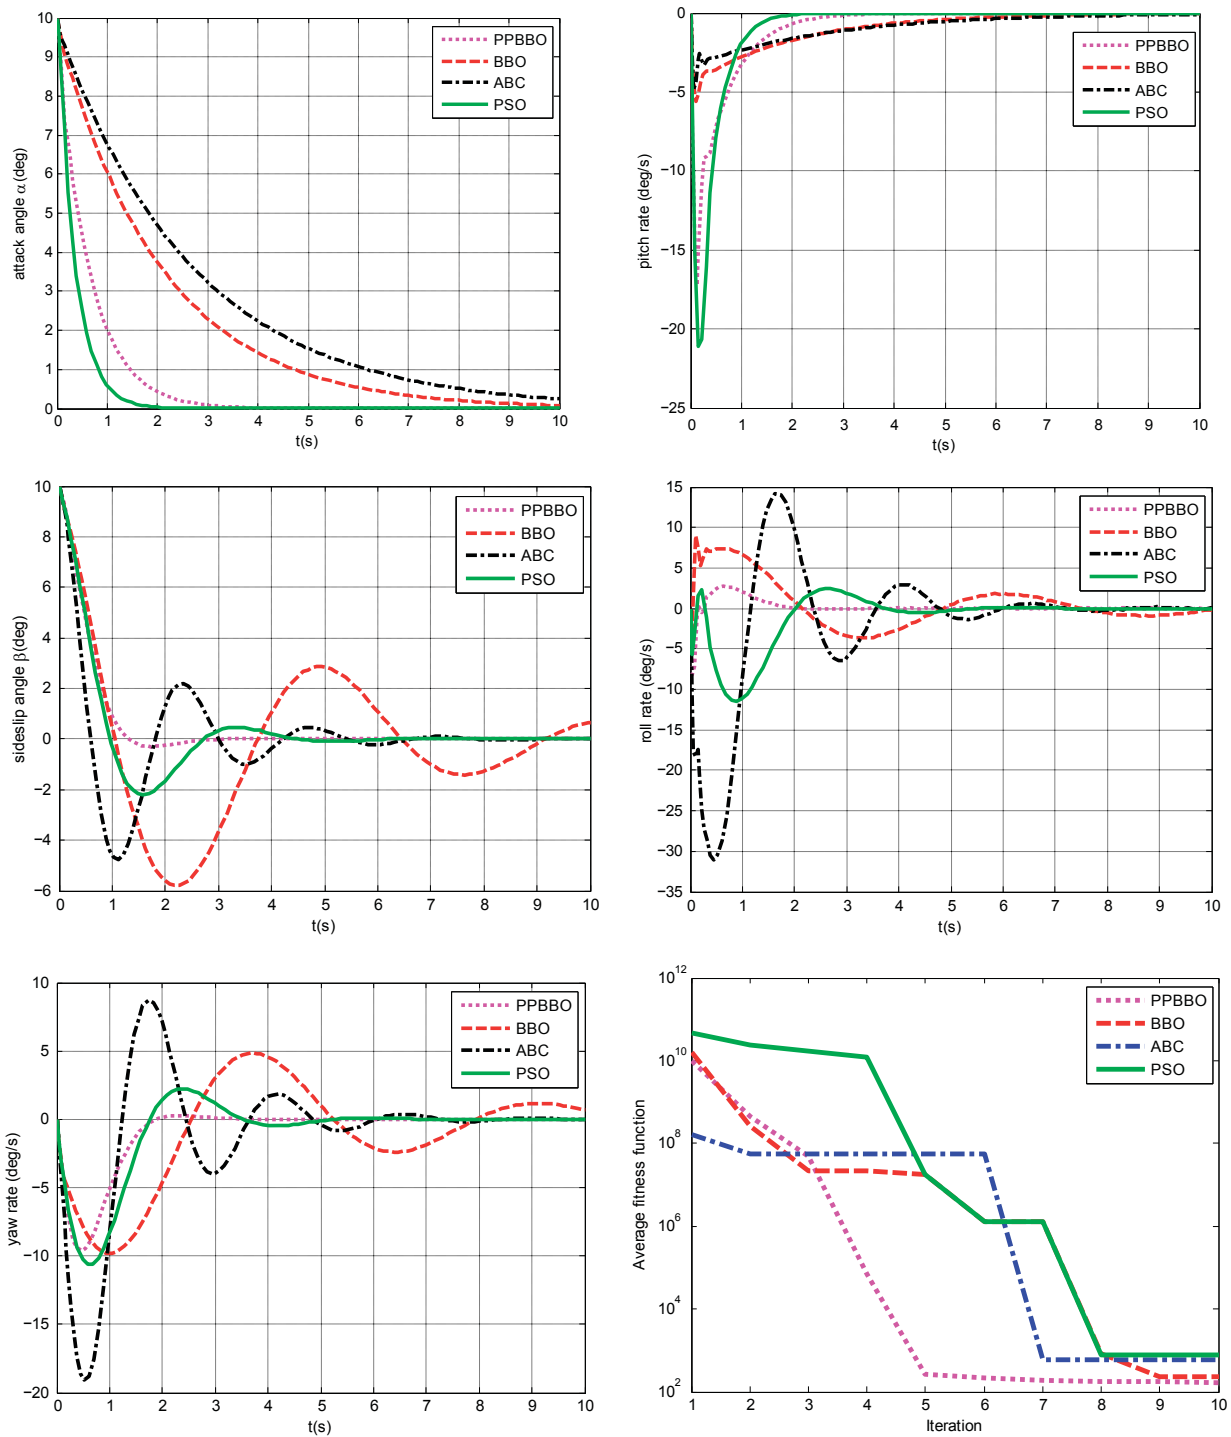 10
9
8
7
6
5
4
3
2
1
0
attack angle α (deg)
0 1 2 3 4 5 6 7 8 9 10
t(s)
PPBBO
BBO
ABC
PSO
0
−5
−10
−15
−20
−25
pitch rate (deg/s)
0 1 2 3 4 5 6 7 8 9 10
t(s)
PPBBO
BBO
ABC
PSO
10
8
6
4
2
0
−2
−4
−6
sideslip angle β(deg)
0 1 2 3 4 5 6 7 8 9 10
t(s)
PPBBO
BBO
ABC
PSO
15
10
5
0
−5
−10
−15
−20
−25
−30
−35
roll rate (deg/s)
0 1 2 3 4 5 6 7 8 9 10
t(s)
PPBBO
BBO
ABC
PSO
10
5
0
−5
−10
−15
−20
yaw rate (deg/s)
0 1 2 3 4 5 6 7 8 9 10
t(s)
PPBBO
BBO
ABC
PSO
10^12
10^10
10^8
10^6
10^4
10^2
Average fitness function
1 2 3 4 5 6 7 8 9 10
Iteration
PPBBO
BBO
ABC
PSO